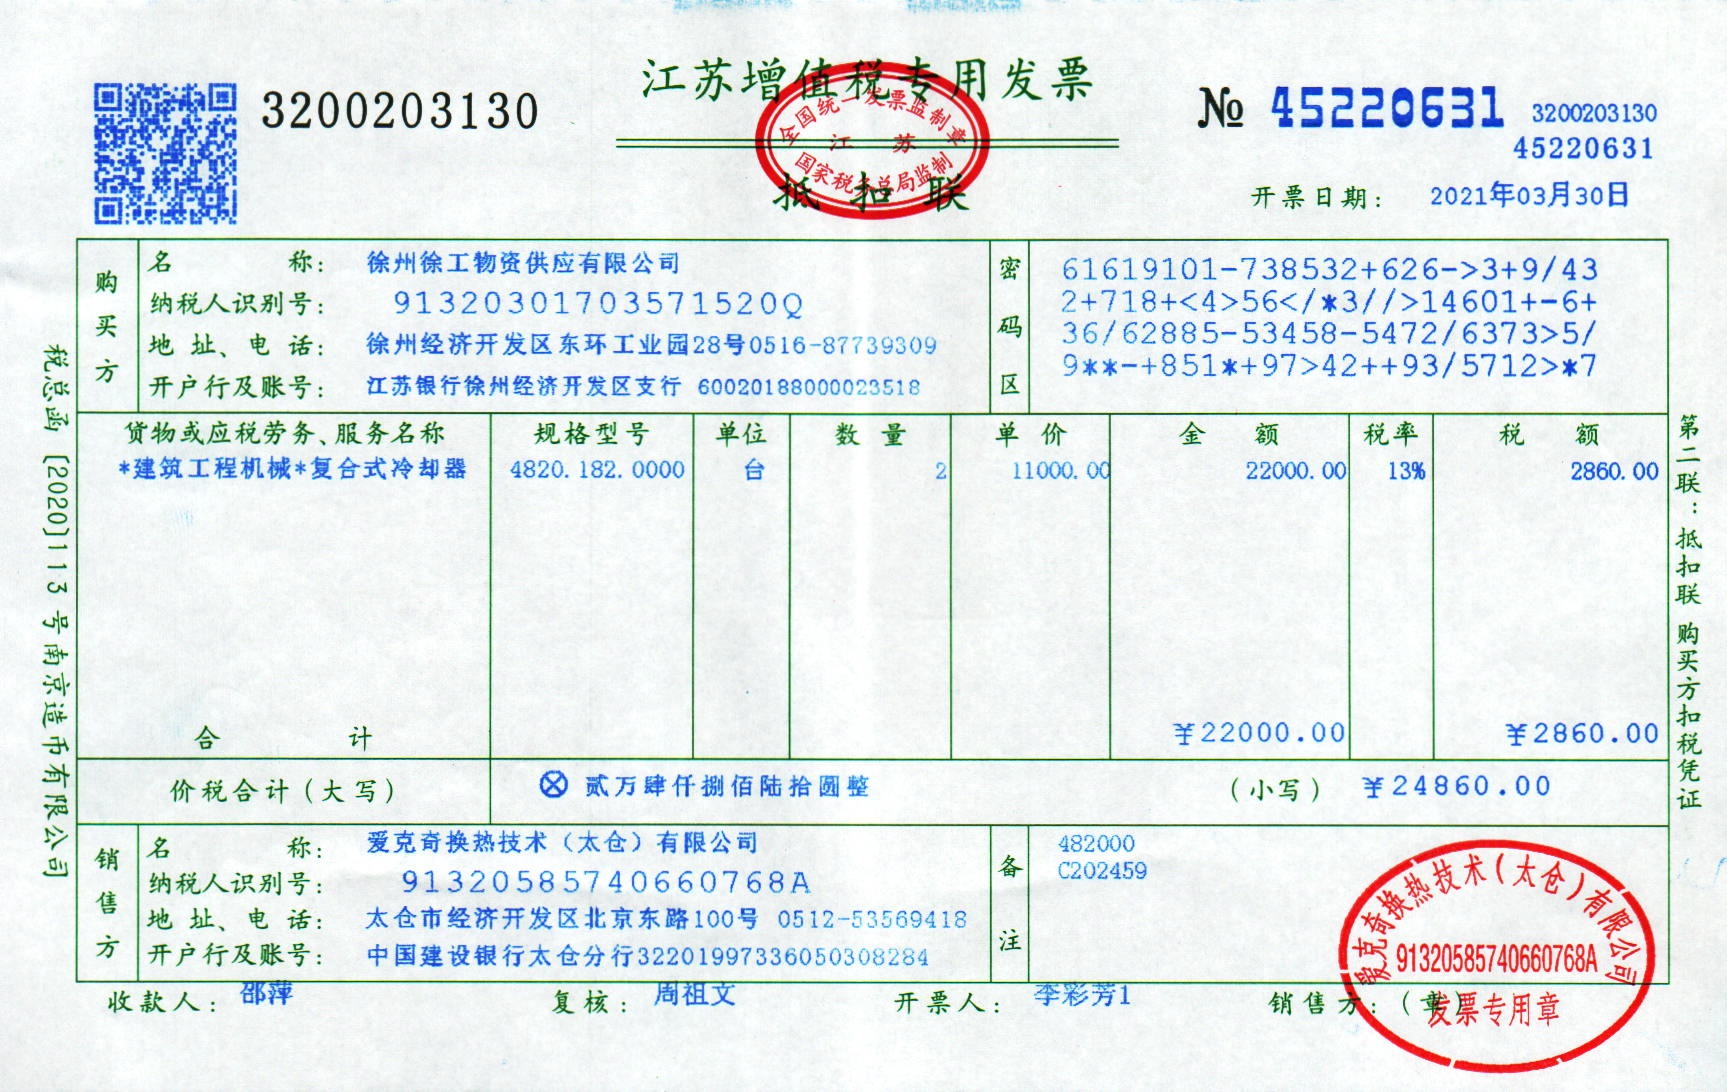 江苏增值税专用发票
3200203130
№ 45220631 3200203130
45220631
全国统一发票监制章
江 苏
国家税务总局监制
抵 扣 联
开票日期: 2021年03月30日
购买方
名 称: 徐州徐工物资供应有限公司
纳税人识别号: 91320301703571520Q
地 址、电 话: 徐州经济开发区东环工业园28号0516-87739309
开户行及账号: 江苏银行徐州经济开发区支行 60020188000023518
密码区
61619101-738532+626->3+9/43
2+718+<4>56</*3//>14601+-6+
36/62885-53458-5472/6373>5/
9**-+851*+97>42++93/5712>*7
货物或应税劳务、服务名称 规格型号 单位 数 量 单 价 金 额 税率 税 额
*建筑工程机械*复合式冷却器 4820.182.0000 台 2 11000.00 22000.00 13% 2860.00
合 计 ¥22000.00 ¥2860.00
价税合计(大写) ⊗ 贰万肆仟捌佰陆拾圆整 (小写) ¥24860.00
销售方
名 称: 爱克奇换热技术（太仓）有限公司
纳税人识别号: 91320585740660768A
地 址、电 话: 太仓市经济开发区北京东路100号 0512-53569418
开户行及账号: 中国建设银行太仓分行32201997336050308284
备注
482000
C202459
收款人: 邵萍 复核: 周祖文 开票人: 李彩芳1 销售方:(章)
爱克奇换热技术(太仓)有限公司
91320585740660768A
发票专用章
税总函[2020]113号南京造币有限公司
第二联:抵扣联 购买方扣税凭证